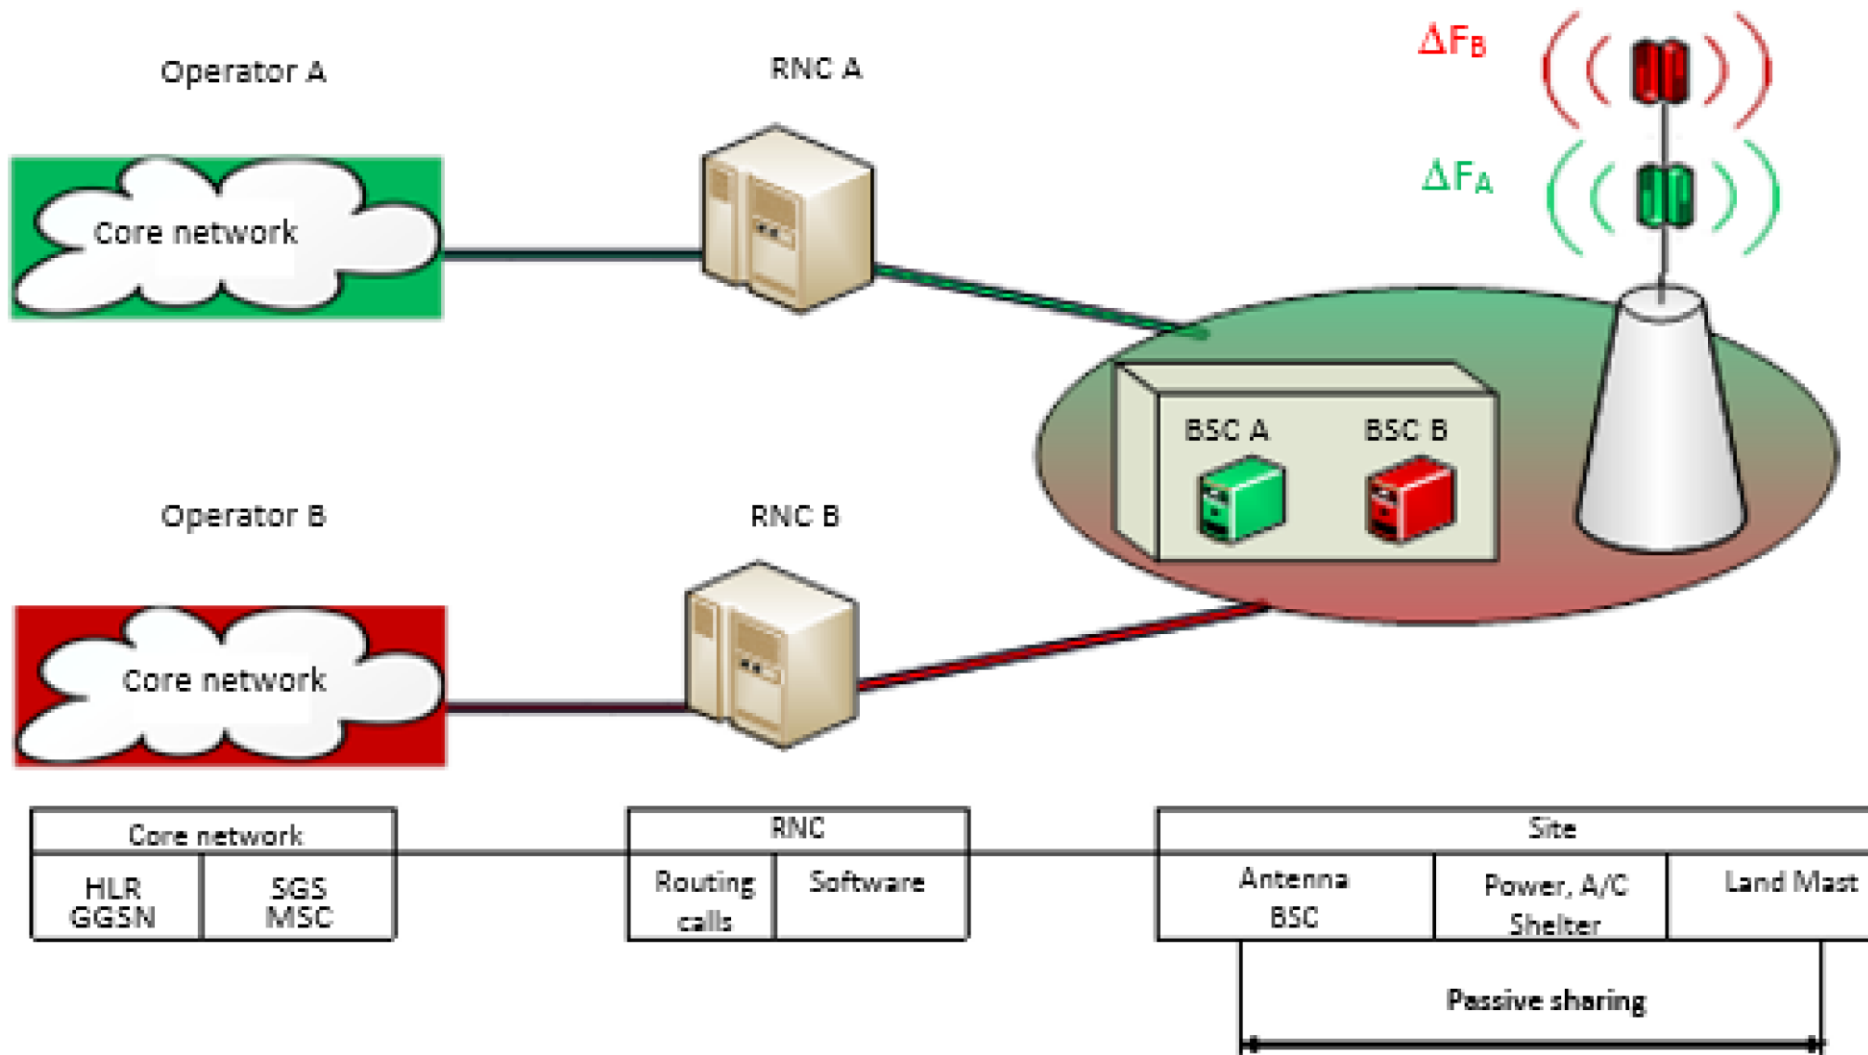 Operator A
RNC A
ΔFB
ΔFA
Core network
BSC A
BSC B
Operator B
RNC B
Core network
Core network
RNC
Site
HLR
GGSN
SGS
MSC
Routing
calls
Software
Antenna
BSC
Power, A/C
Shelter
Land Mast
Passive sharing